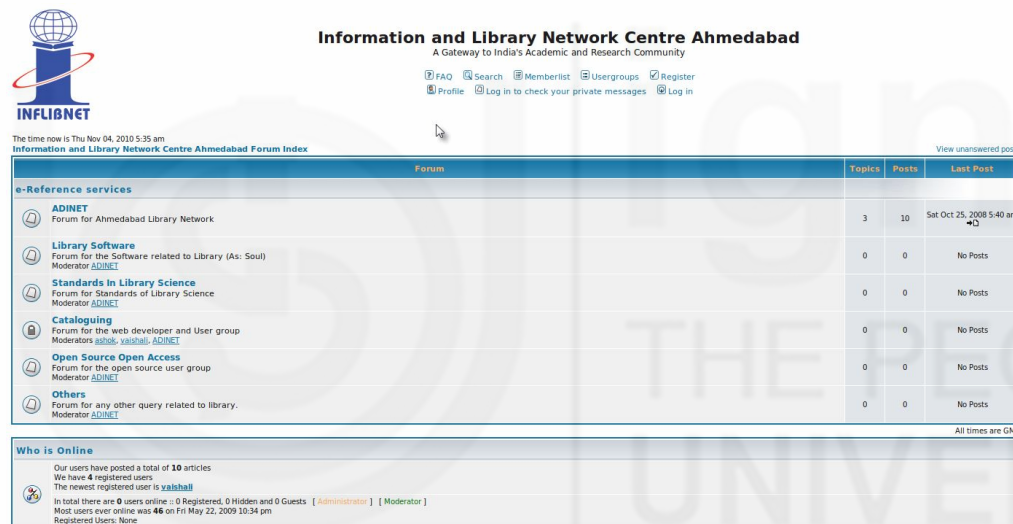 INFLIBNET
Information and Library Network Centre Ahmedabad
A Gateway to India's Academic and Research Community
FAQ Search Memberlist Usergroups Register
Profile Log in to check your private messages Log in
The time now is Thu Nov 04, 2010 5:35 am
Information and Library Network Centre Ahmedabad Forum Index View unanswered pos
Forum Topics Posts Last Post
e-Reference services
ADINET
Forum for Ahmedabad Library Network
3 10 Sat Oct 25, 2008 5:40 am
Library Software
Forum for the Software related to Library (As: Soul)
Moderator ADINET
0 0 No Posts
Standards In Library Science
Forum for Standards of Library Science
Moderator ADINET
0 0 No Posts
Cataloguing
Forum for the web developer and User group
Moderators ashok, vaishali, ADINET
0 0 No Posts
Open Source Open Access
Forum for the open source user group
Moderator ADINET
0 0 No Posts
Others
Forum for any other query related to library.
Moderator ADINET
0 0 No Posts
All times are GM
Who is Online
Our users have posted a total of 10 articles
We have 4 registered users
The newest registered user is vaishali
In total there are 0 users online :: 0 Registered, 0 Hidden and 0 Guests [ Administrator ] [ Moderator ]
Most users ever online was 46 on Fri May 22, 2009 10:34 pm
Registered Users: None
ign
THE PEO
UNIVE